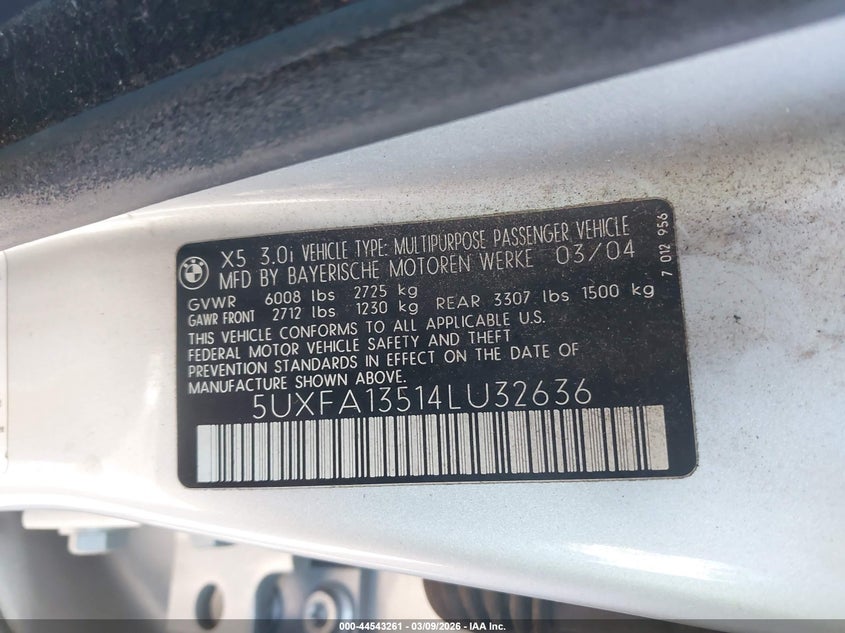 X5 3.0i VEHICLE TYPE: MULTIPURPOSE PASSENGER VEHICLE
MFD BY BAYERISCHE MOTOREN WERKE 03/04
GVWR 6008 lbs 2725 kg
GAWR FRONT 2712 lbs 1230 kg REAR 3307 lbs 1500 kg
THIS VEHICLE CONFORMS TO ALL APPLICABLE U.S.
FEDERAL MOTOR VEHICLE SAFETY AND THEFT
PREVENTION STANDARDS IN EFFECT ON THE DATE OF
MANUFACTURE SHOWN ABOVE.
5UXFA13514LU32636
7 012 956
000-44543261 - 03/09/2026 - IAA Inc.